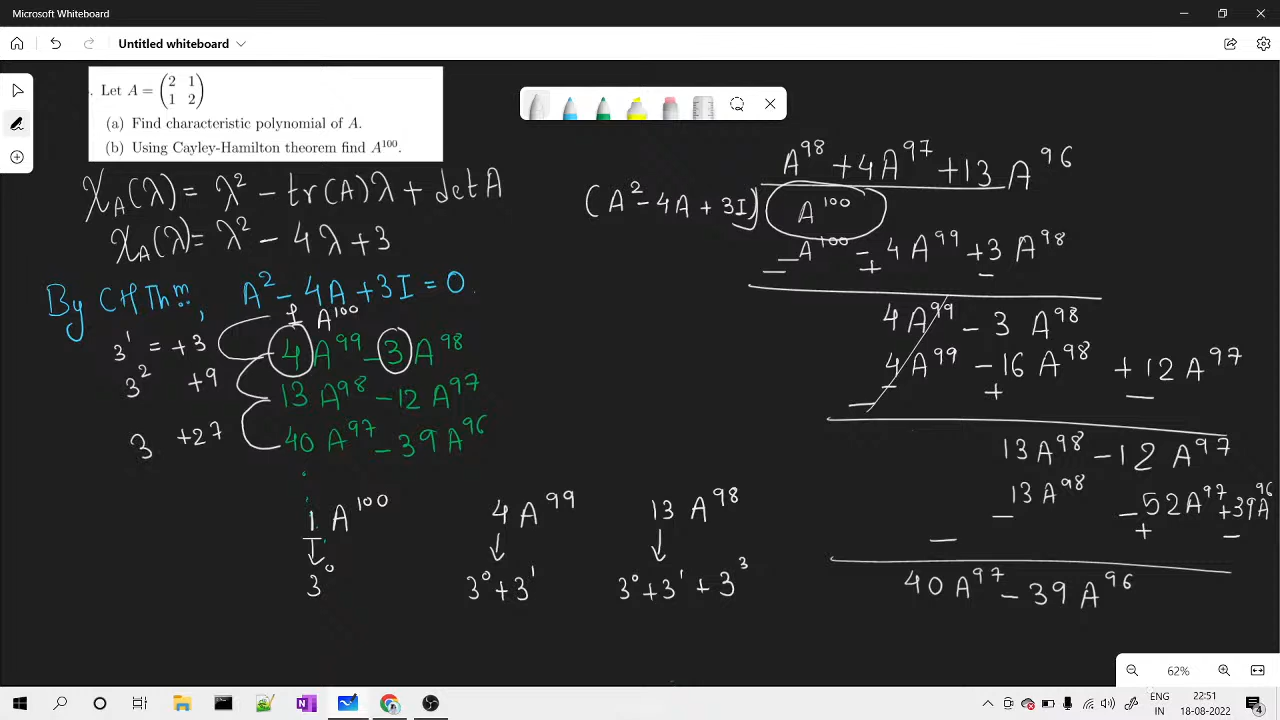 Microsoft Whiteboard
Untitled whiteboard
. Let A = (2 1
1 2)
(a) Find characteristic polynomial of A.
(b) Using Cayley-Hamilton theorem find A¹⁰⁰.
χ_A(λ) = λ² - tr(A)λ + det A
χ_A(λ) = λ² - 4λ + 3
By CH Thm, A² - 4A + 3I = 0.
1 A¹⁰⁰
3¹ = +3
4A⁹⁹ - 3A⁹⁸
3² +9
13A⁹⁸ - 12A⁹⁷
3 +27
40A⁹⁷ - 39A⁹⁶
1 A¹⁰⁰ 4A⁹⁹ 13A⁹⁸
3⁰ 3⁰+3¹ 3⁰+3¹+3³
A⁹⁸ + 4A⁹⁷ + 13A⁹⁶
(A² - 4A + 3I) A¹⁰⁰
- A¹⁰⁰ - 4A⁹⁹ + 3A⁹⁸
- + -
4A⁹⁹ - 3A⁹⁸
4A⁹⁹ - 16A⁹⁸ + 12A⁹⁷
- + -
13A⁹⁸ - 12A⁹⁷
13A⁹⁸ - 52A⁹⁷ + 39A⁹⁶
- + -
40A⁹⁷ - 39A⁹⁶
62%
ENG
IN
22:51
18-08-2022
4